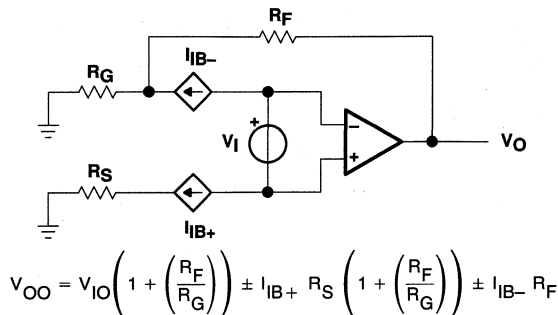 RF
IIB–
RG
+
VI
–
+
VO
RS
IIB+
VOO = VIO(1 + (RF/RG)) ± IIB+ RS (1 + (RF/RG)) ± IIB– RF